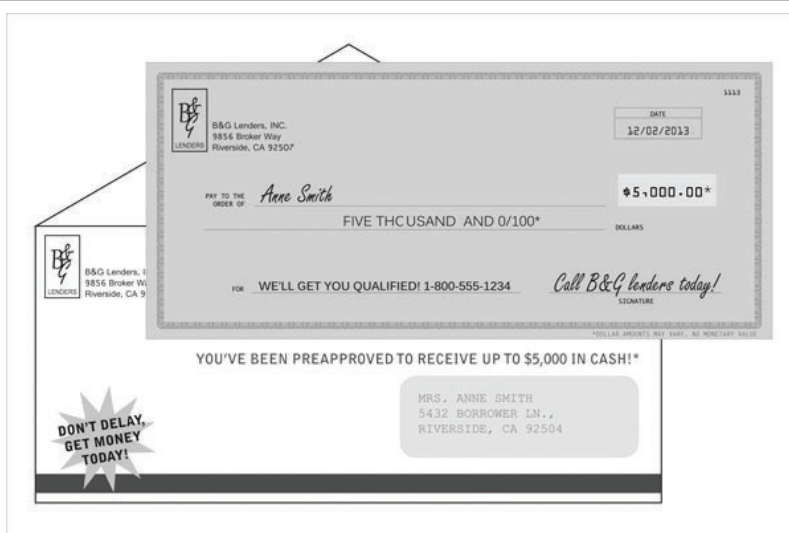 1113
B&G
LENDERS
B&G Lenders, INC.
9856 Broker Way
Riverside, CA 92507
DATE
12/02/2013
PAY TO THE
ORDER OF
Anne Smith
$5,000.00*
FIVE THCUSAND AND 0/100*
DOLLARS
FOR
WE'LL GET YOU QUALIFIED! 1-800-555-1234
Call B&G lenders today!
SIGNATURE
*DOLLAR AMOUNTS MAY VARY. NO MONETARY VALUE
B&G
LENDERS
B&G Lenders, I
9856 Broker W
Riverside, CA 9
YOU'VE BEEN PREAPPROVED TO RECEIVE UP TO $5,000 IN CASH!*
MRS. ANNE SMITH
5432 BORROWER LN.,
RIVERSIDE, CA 92504
DON'T DELAY,
GET MONEY
TODAY!